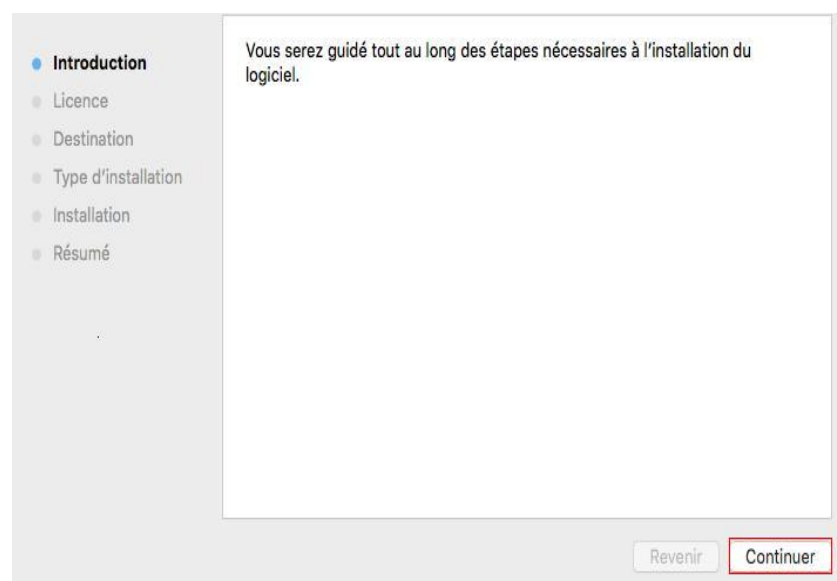 Introduction
Licence
Destination
Type d’installation
Installation
Résumé
Vous serez guidé tout au long des étapes nécessaires à l’installation du
logiciel.
Revenir
Continuer